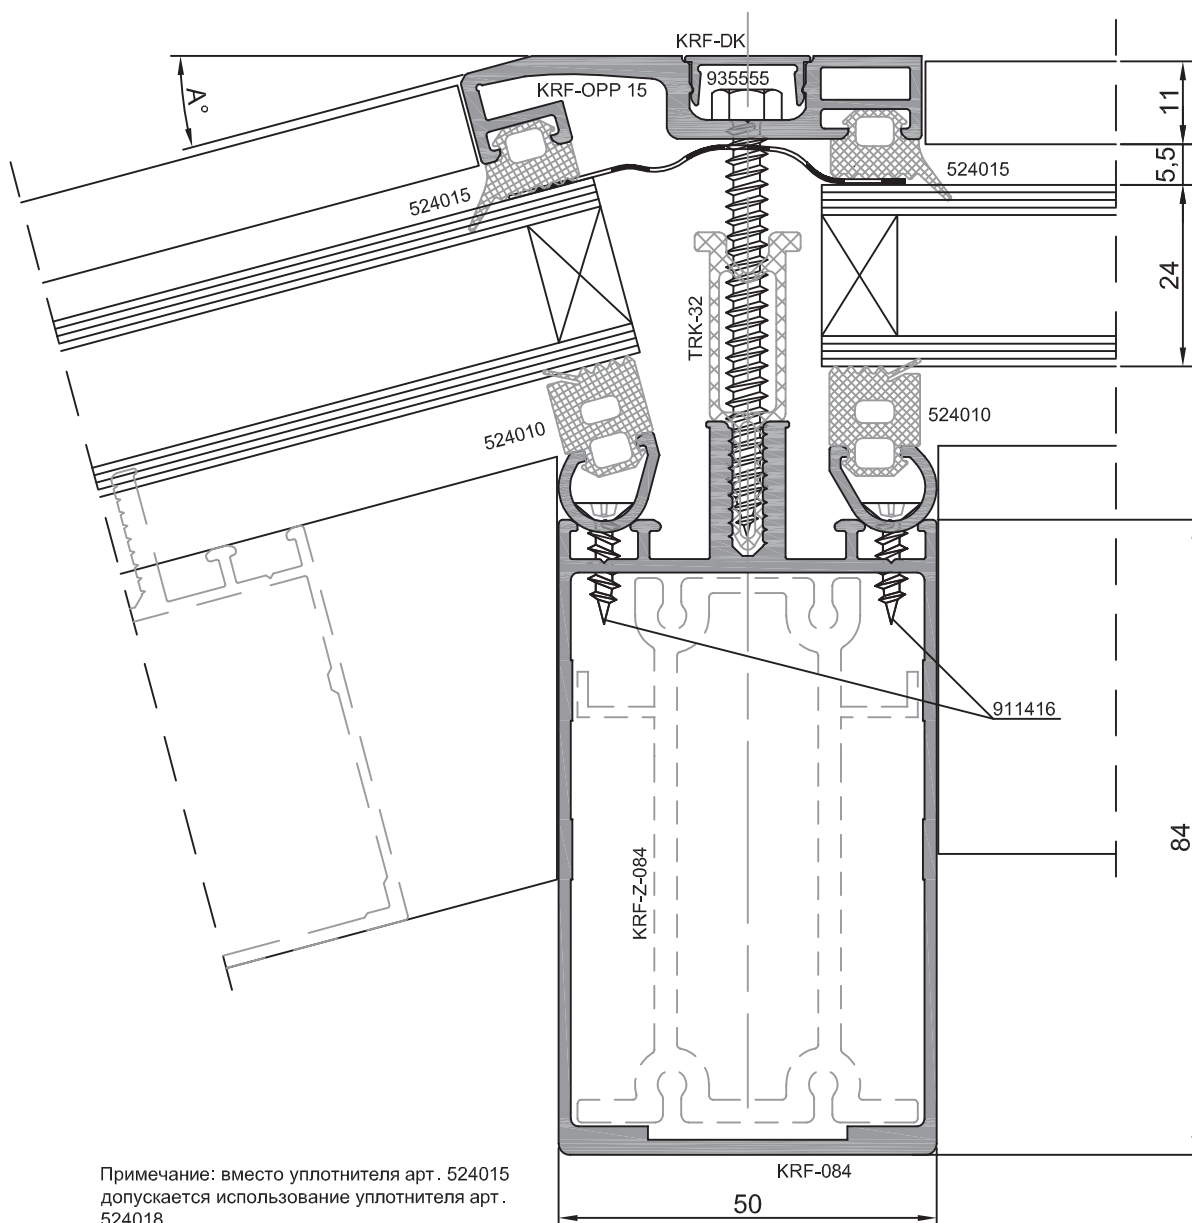 KRF-DK
935555
KRF-OPP 15
A°
11
5,5
524015
524015
24
TRK-32
524010
524010
911416
84
KRF-Z-084
KRF-084
50
Примечание: вместо уплотнителя арт. 524015
допускается использование уплотнителя арт.
524018